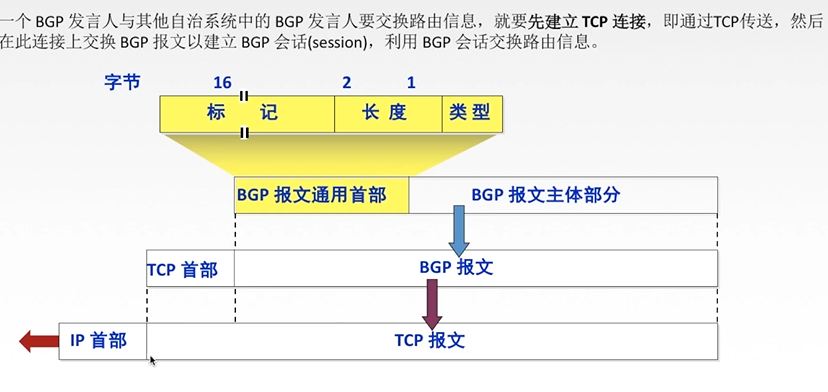 一个 BGP 发言人与其他自治系统中的 BGP 发言人要交换路由信息，就要先建立 TCP 连接，即通过TCP传送，然后
在此连接上交换 BGP 报文以建立 BGP 会话(session)，利用 BGP 会话交换路由信息。
字节 16 2 1
标 记 长 度 类 型
BGP 报文通用首部 BGP 报文主体部分
TCP 首部 BGP 报文
IP 首部 TCP 报文